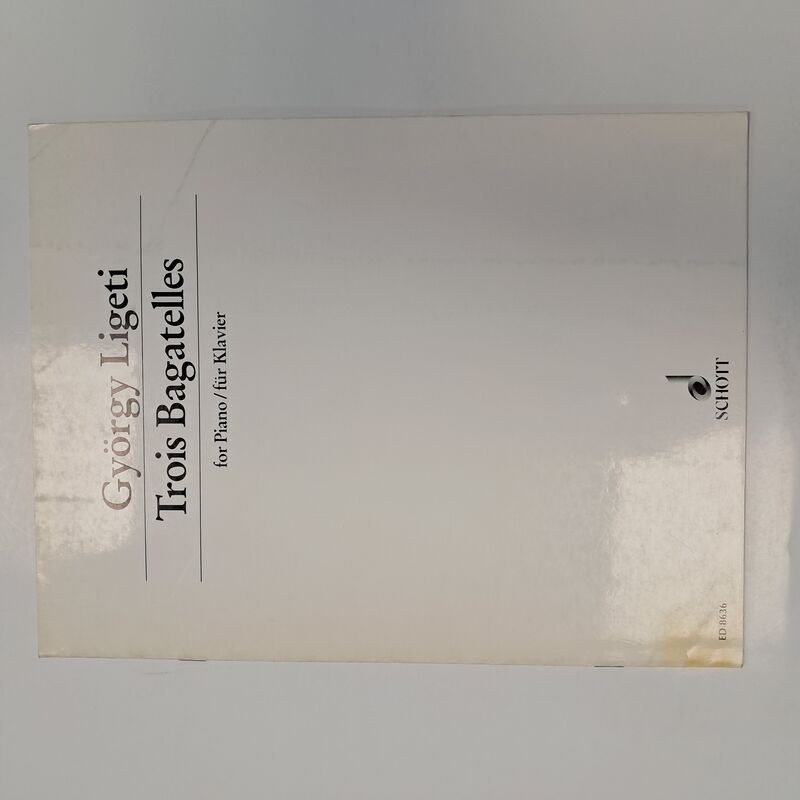 György Ligeti
Trois Bagatelles
for Piano/für Klavier
SCHOTT
ED 8636